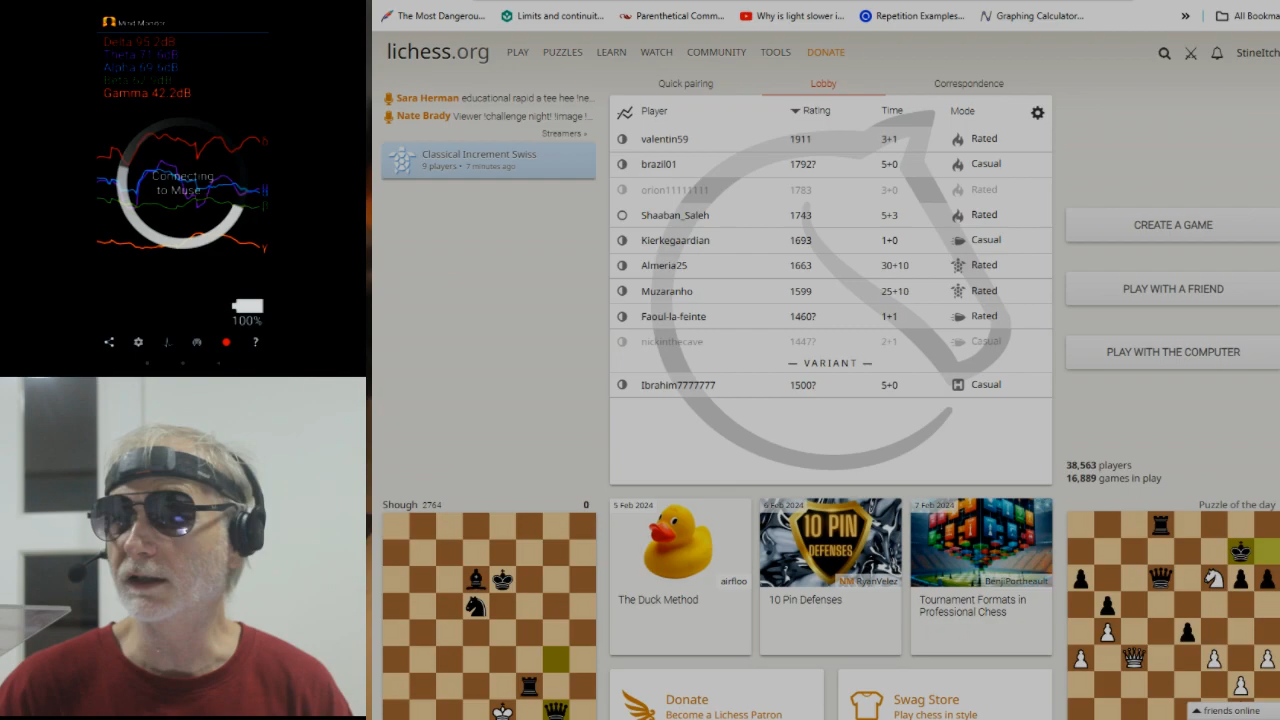 Mind Monitor
Delta 95.2dB
Theta 71.6dB
Alpha 69.6dB
Gamma 42.2dB
Connecting
to Muse
100%
?
The Most Dangerou...
Limits and continuit...
Parenthetical Comm...
Why is light slower i...
Repetition Examples...
Graphing Calculator...
»
All Bookma
lichess.org
PLAY PUZZLES LEARN WATCH COMMUNITY TOOLS DONATE
StineItch
Sara Herman educational rapid a tee hee !ne...
Nate Brady Viewer !challenge night! !image !...
Streamers »
Classical Increment Swiss
9 players • 7 minutes ago
Quick pairing Lobby Correspondence
Player Rating Time Mode
valentin59 1911 3+1 Rated
brazil01 1792? 5+0 Casual
orion11111111 1783 3+0 Rated
Shaaban_Saleh 1743 5+3 Rated
Kierkegaardian 1693 1+0 Casual
Almeria25 1663 30+10 Rated
Muzaranho 1599 25+10 Rated
Faoul-la-feinte 1460? 1+1 Rated
nickinthecave 1447? 2+1 Casual
— VARIANT —
Ibrahim7777777 1500? 5+0 Casual
CREATE A GAME
PLAY WITH A FRIEND
PLAY WITH THE COMPUTER
38,563 players
16,889 games in play
Shough 2764 0
5 Feb 2024
airfloo
The Duck Method
6 Feb 2024
10 PIN
DEFENSES
NM RyanVelez
10 Pin Defenses
7 Feb 2024
BenjiPortheault
Tournament Formats in
Professional Chess
Puzzle of the day
Donate
Become a Lichess Patron
Swag Store
Play chess in style
friends online